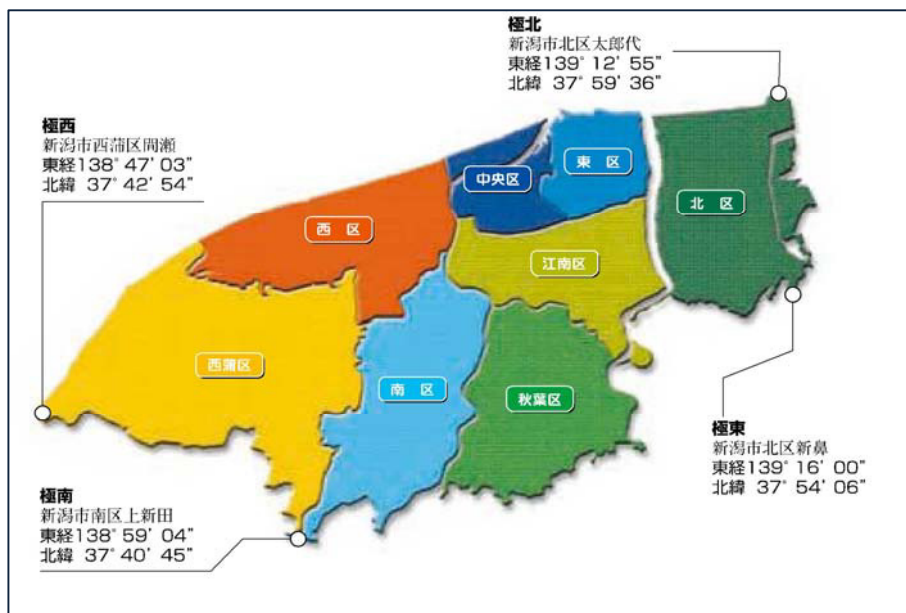 極北
新潟市北区太郎代
東経139° 12’ 55”
北緯 37° 59’ 36”
極西
新潟市西蒲区間瀬
東経138° 47’ 03”
北緯 37° 42’ 54”
中央区
東 区
北 区
西 区
江南区
西蒲区
南 区
秋葉区
極東
新潟市北区新鼻
東経139° 16’ 00”
北緯 37° 54’ 06”
極南
新潟市南区上新田
東経138° 59’ 04”
北緯 37° 40’ 45”